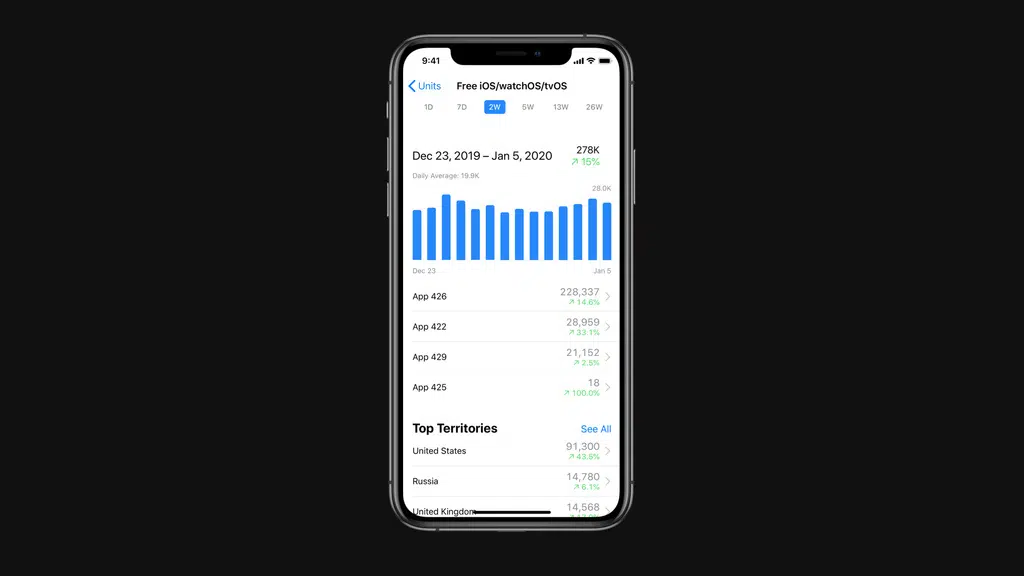 9:41
Units Free iOS/watchOS/tvOS
1D 7D 2W 5W 13W 26W
Dec 23, 2019 – Jan 5, 2020 278K
15%
Daily Average: 19.9K
28.0K
Dec 23 Jan 5
App 426 228,337
14.6%
App 422 28,959
33.1%
App 429 21,152
2.5%
App 425 18
100.0%
Top Territories See All
United States 91,300
43.5%
Russia 14,780
6.1%
United Kingdom 14,568